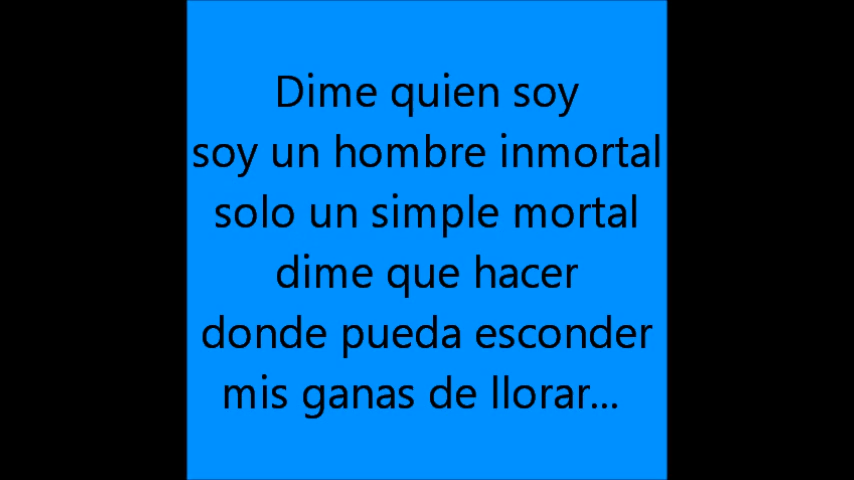 Dime quien soy
soy un hombre inmortal
solo un simple mortal
dime que hacer
donde pueda esconder
mis ganas de llorar...